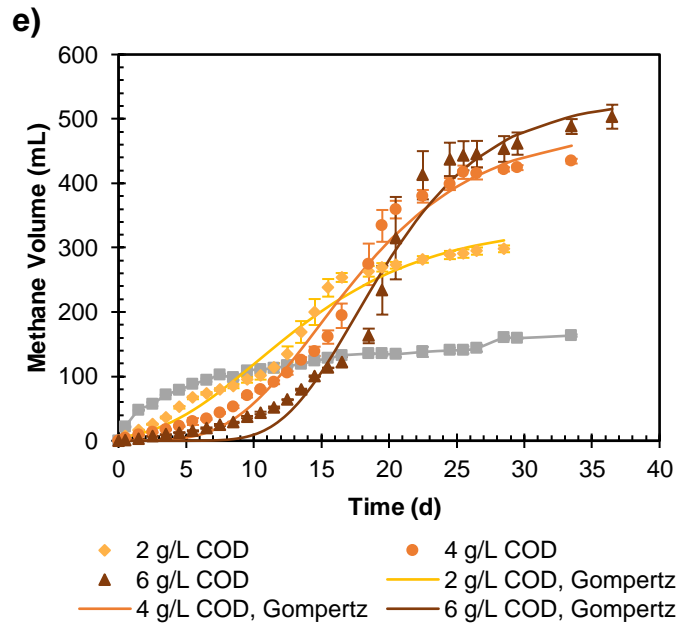 e)
600
500
400
300
200
100
0
Methane Volume (mL)
0 5 10 15 20 25 30 35 40
Time (d)
2 g/L COD 4 g/L COD
6 g/L COD 2 g/L COD, Gompertz
4 g/L COD, Gompertz 6 g/L COD, Gompertz